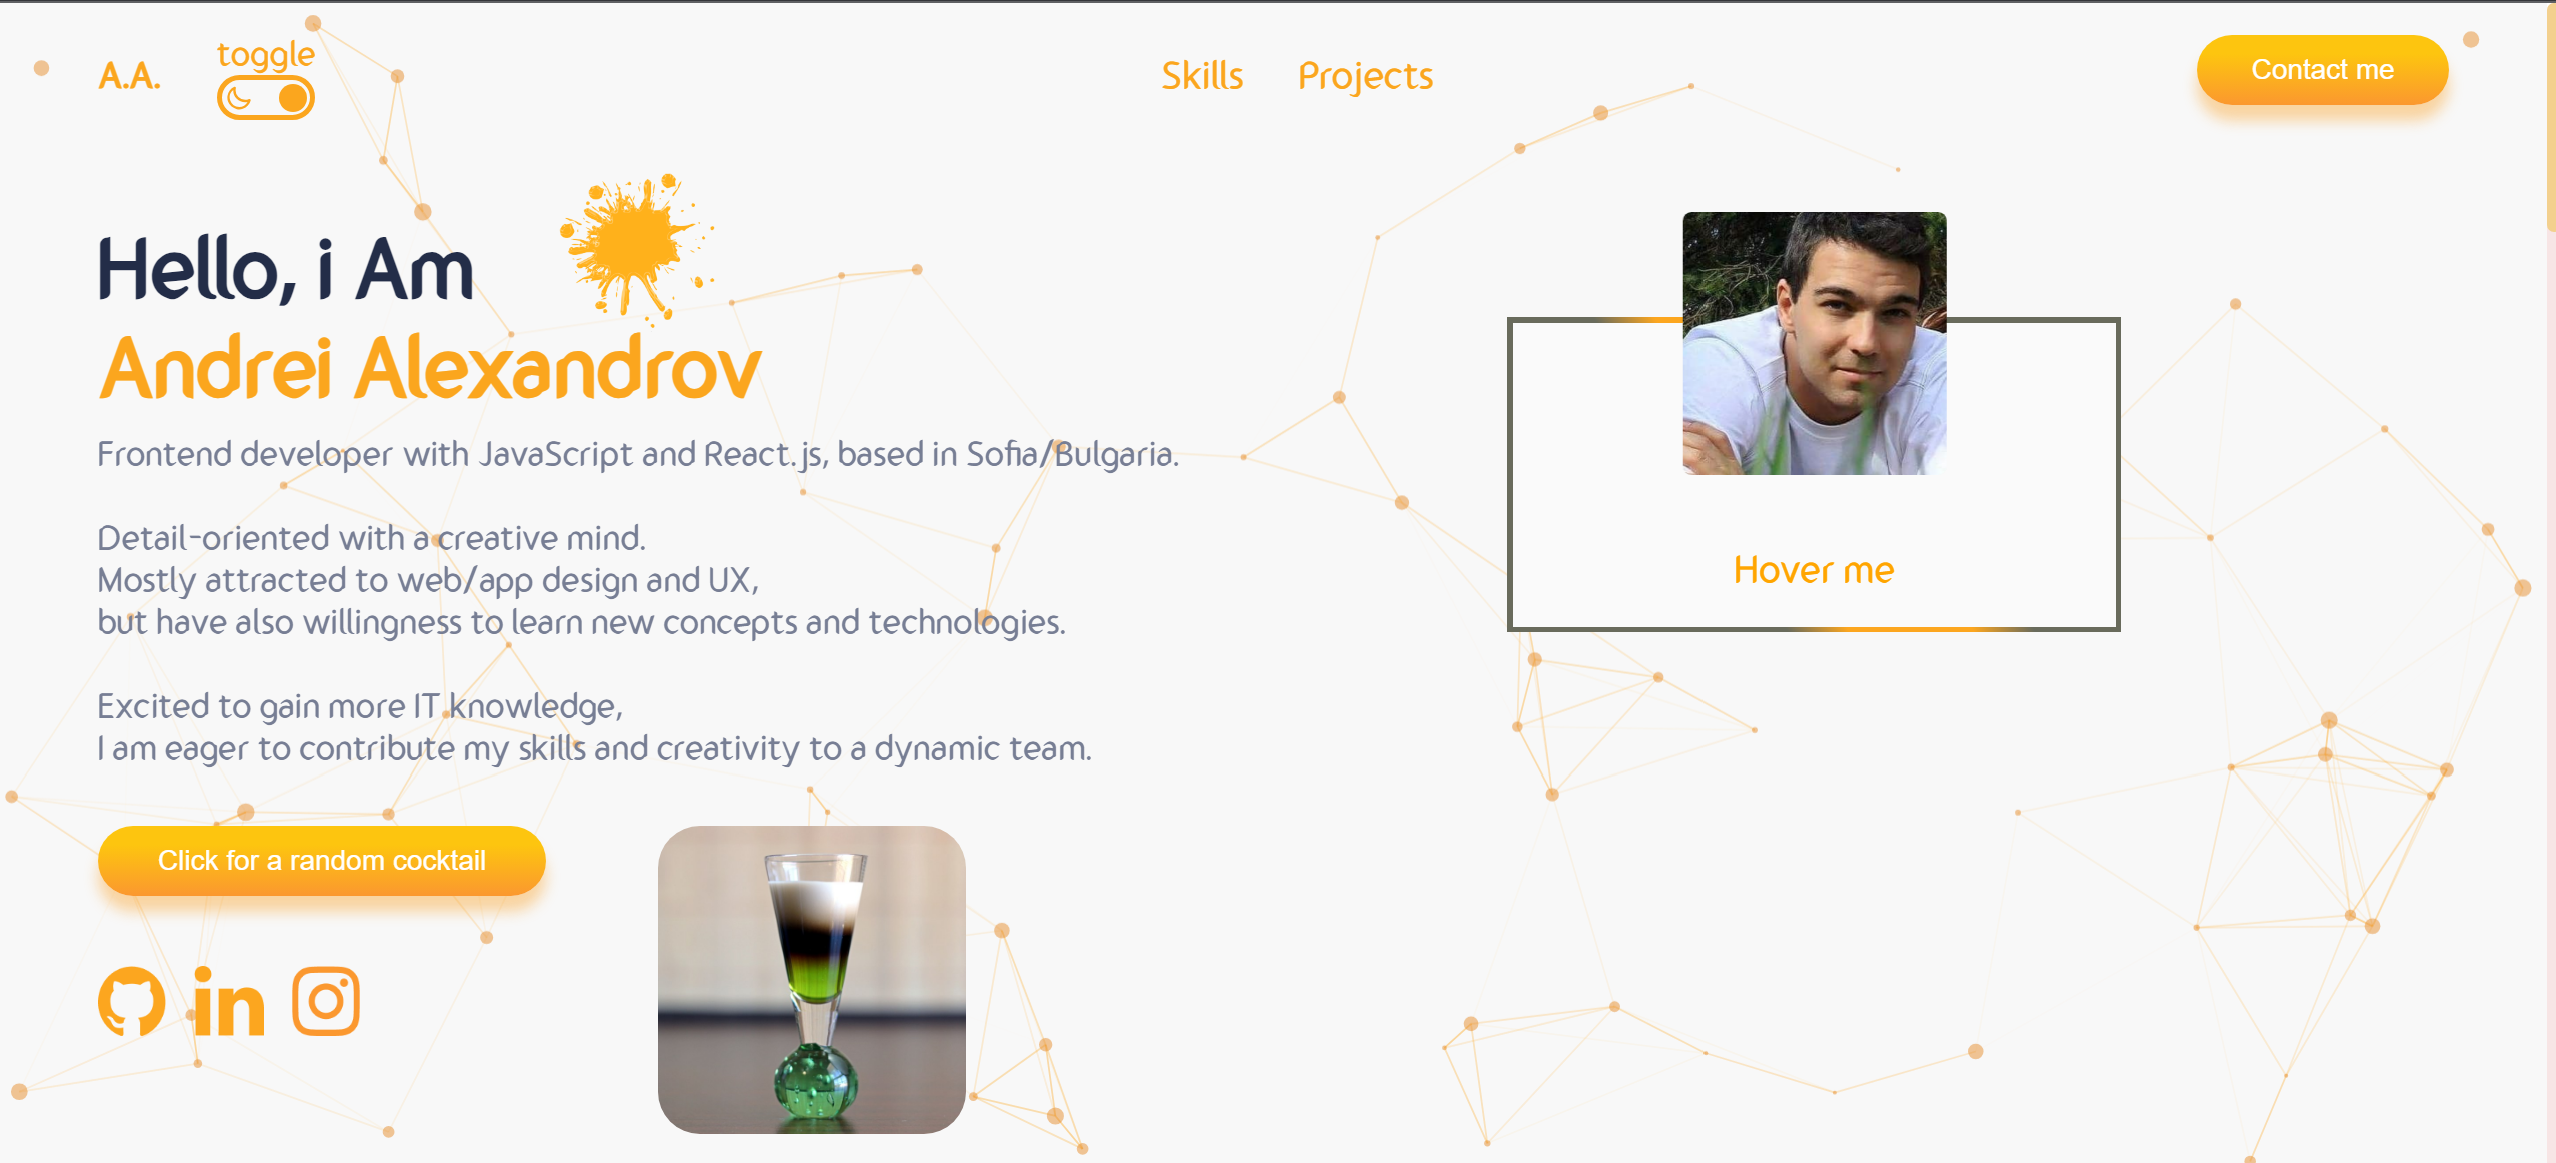 A.A.
toggle
Skills
Projects
Contact me
Hello, i Am
Andrei Alexandrov
Frontend developer with JavaScript and React.js, based in Sofia/Bulgaria.
Detail-oriented with a creative mind.
Mostly attracted to web/app design and UX,
but have also willingness to learn new concepts and technologies.
Excited to gain more IT knowledge,
I am eager to contribute my skills and creativity to a dynamic team.
Click for a random cocktail
in
Hover me